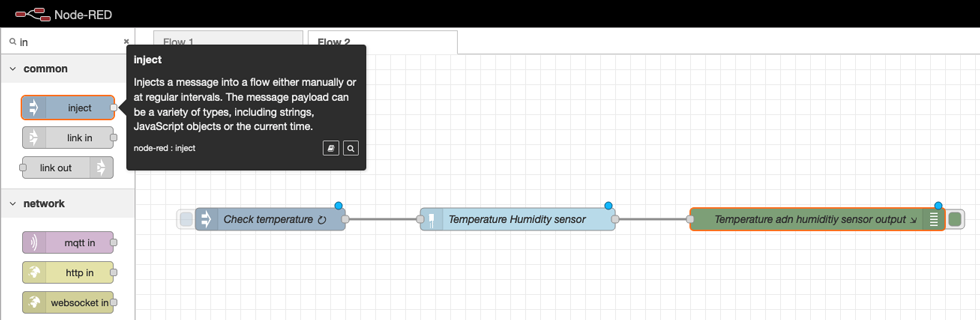 Node-RED
in
Flow 1
Flow 2
common
inject
link in
link out
network
mqtt in
http in
websocket in
inject
Injects a message into a flow either manually or
at regular intervals. The message payload can
be a variety of types, including strings,
JavaScript objects or the current time.
node-red : inject
Check temperature ↻
Temperature Humidity sensor
Temperature adn humiditiy sensor output ⇲